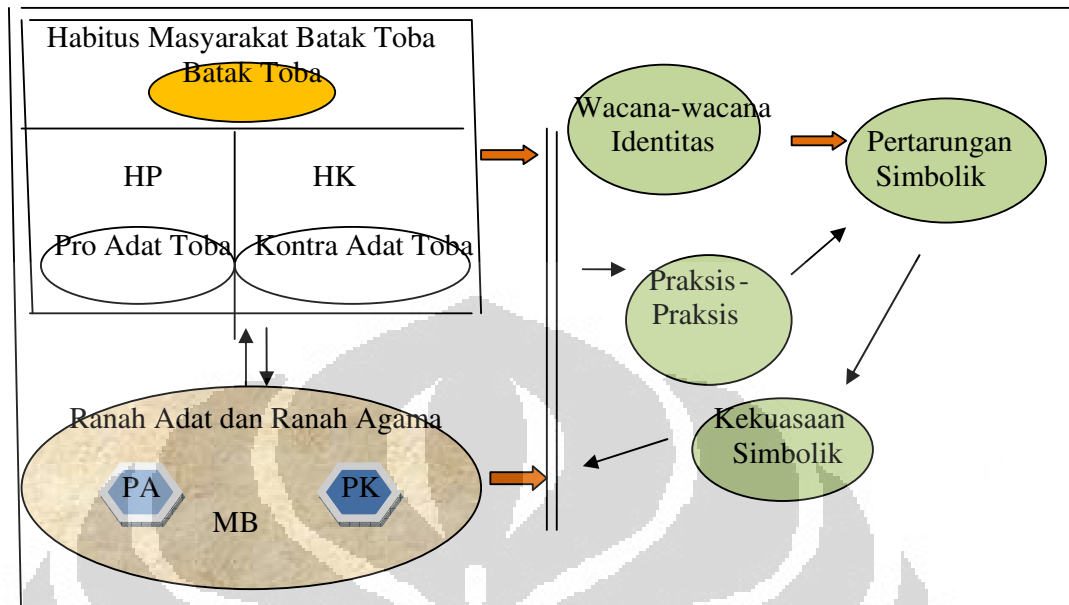 Habitus Masyarakat Batak Toba
Batak Toba
HP
HK
Pro Adat Toba
Kontra Adat Toba
Ranah Adat dan Ranah Agama
PA
PK
MB
Wacana-wacana
Identitas
Pertarungan
Simbolik
Praksis-
Praksis
Kekuasaan
Simbolik